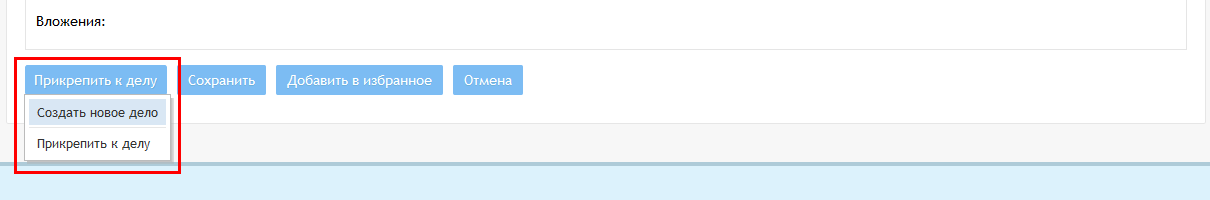 Вложения:
Прикрепить к делу Сохранить Добавить в избранное Отмена
Создать новое дело
Прикрепить к делу